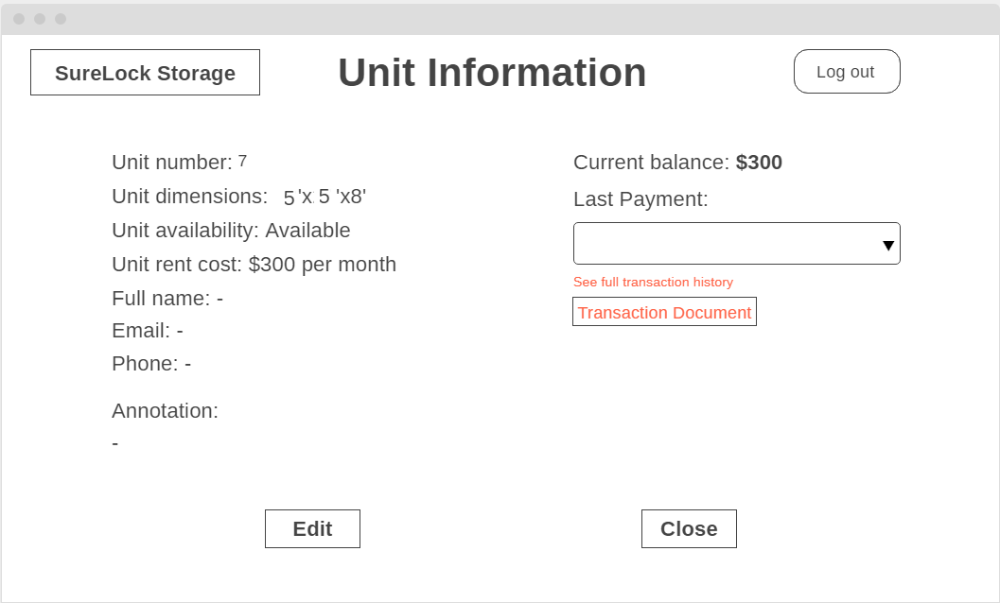 SureLock Storage
Unit Information
Log out
Unit number: 7
Unit dimensions: 5'x 5 'x8'
Unit availability: Available
Unit rent cost: $300 per month
Full name: -
Email: -
Phone: -
Annotation:
-
Current balance: $300
Last Payment:
See full transaction history
Transaction Document
Edit
Close